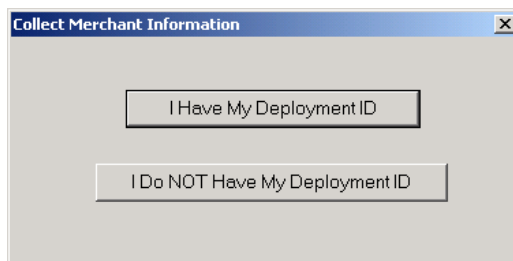 Collect Merchant Information
I Have My Deployment ID
I Do NOT Have My Deployment ID